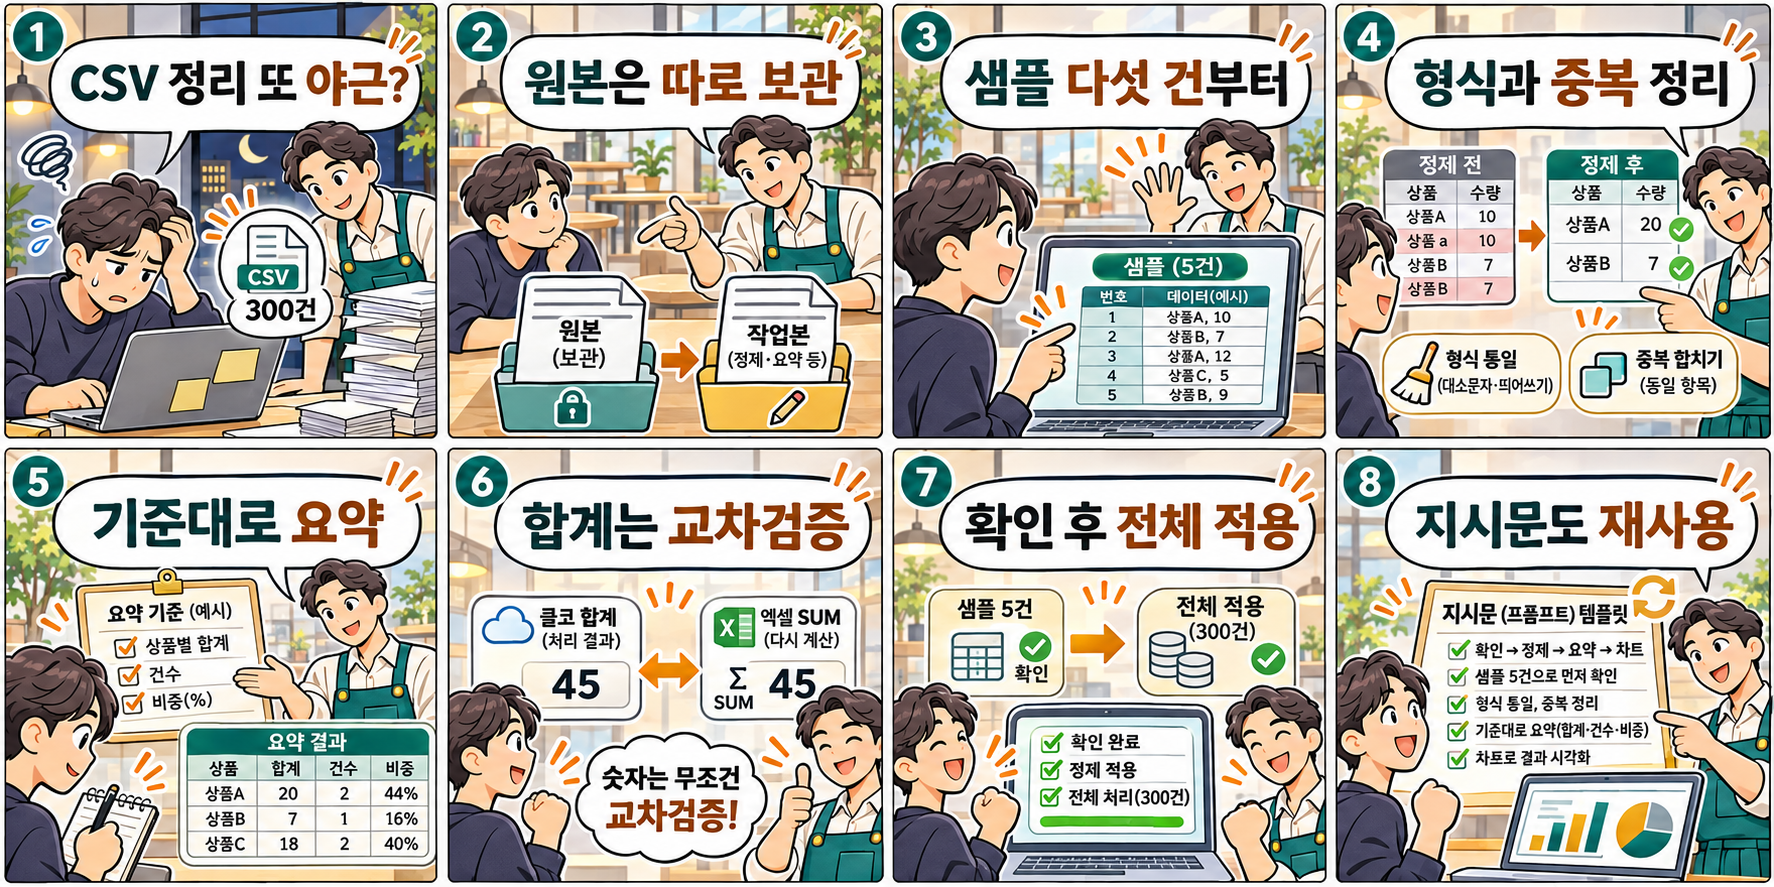 1
CSV 정리 또 야근?
CSV
300건
2
원본은 따로 보관
원본
(보관)
작업본
(정제·요약 등)
3
샘플 다섯 건부터
샘플 (5건)
번호 데이터(예시)
1 상품A, 10
2 상품B, 7
3 상품A, 12
4 상품C, 5
5 상품B, 9
4
형식과 중복 정리
정제 전
상품 수량
상품A 10
상품 a 10
상품B 7
상품B 7
정제 후
상품 수량
상품A 20
상품B 7
형식 통일
(대소문자·띄어쓰기)
중복 합치기
(동일 항목)
5
기준대로 요약
요약 기준 (예시)
상품별 합계
건수
비중(%)
요약 결과
상품 합계 건수 비중
상품A 20 2 44%
상품B 7 1 16%
상품C 18 2 40%
6
합계는 교차검증
클코 합계
(처리 결과)
45
X
엑셀 SUM
(다시 계산)
Σ
SUM
45
숫자는 무조건
교차검증!
7
확인 후 전체 적용
샘플 5건
확인
전체 적용
(300건)
확인 완료
정제 적용
전체 처리(300건)
8
지시문도 재사용
지시문 (프롬프트) 템플릿
확인 → 정제 → 요약 → 차트
샘플 5건으로 먼저 확인
형식 통일, 중복 정리
기준대로 요약(합계·건수·비중)
차트로 결과 시각화